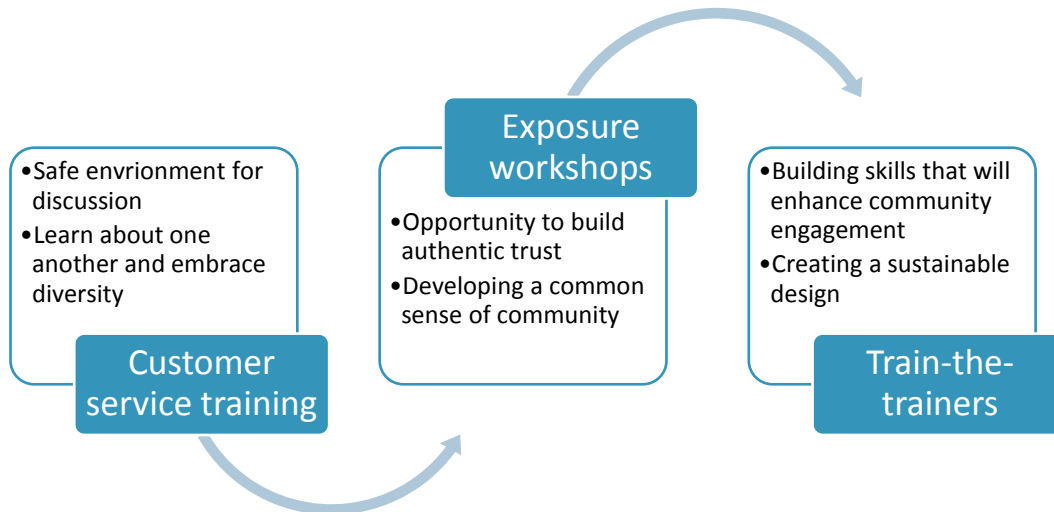 •Safe envrionment for
discussion
•Learn about one
another and embrace
diversity
Customer
service training
Exposure
workshops
•Opportunity to build
authentic trust
•Developing a common
sense of community
•Building skills that will
enhance community
engagement
•Creating a sustainable
design
Train-the-
trainers